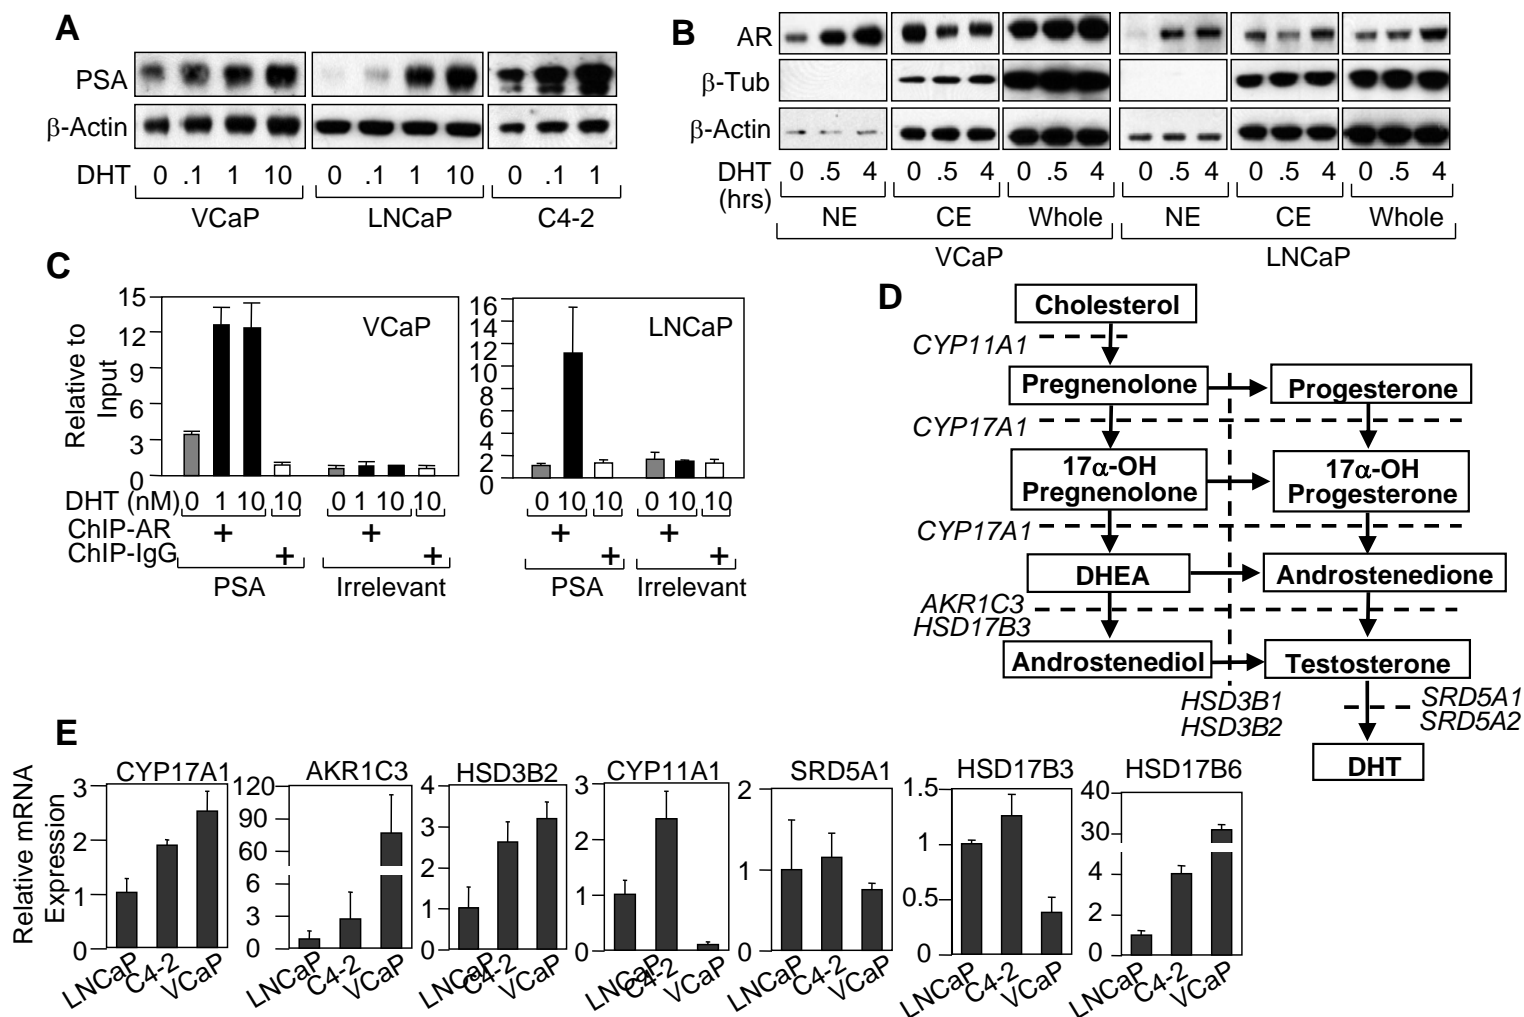 A
PSA
β-Actin
DHT 0 .1 1 10 0 .1 1 10 0 .1 1
VCaP LNCaP C4-2
B
AR
β-Tub
β-Actin
DHT 0 .5 4 0 .5 4 0 .5 4 0 .5 4 0 .5 4 0 .5 4
(hrs)
NE CE Whole NE CE Whole
VCaP LNCaP
C
Relative to
Input
15
12
9
6
3
0
VCaP
16
14
12
10
8
6
4
2
0
LNCaP
DHT (nM) 0 1 10 10 0 1 10 10 0 10 10 0 10 10
ChIP-AR + + + +
ChIP-IgG + + + +
PSA Irrelevant PSA Irrelevant
D
Cholesterol
CYP11A1
Pregnenolone Progesterone
CYP17A1
17α-OH
Pregnenolone
17α-OH
Progesterone
CYP17A1
DHEA Androstenedione
AKR1C3
HSD17B3
Androstenediol Testosterone
HSD3B1
HSD3B2
SRD5A1
SRD5A2
DHT
E
Relative mRNA
Expression
CYP17A1
3
2
1
0
LNCaP C4-2 VCaP
AKR1C3
120
90
60
6
3
0
LNCaP C4-2 VCaP
HSD3B2
4
3
2
1
0
LNCaP C4-2 VCaP
CYP11A1
3
2
1
0
LNCaP C4-2 VCaP
SRD5A1
2
1
0
LNCaP C4-2 VCaP
HSD17B3
1.5
1
0.5
0
LNCaP C4-2 VCaP
HSD17B6
40
30
4
2
0
LNCaP C4-2 VCaP